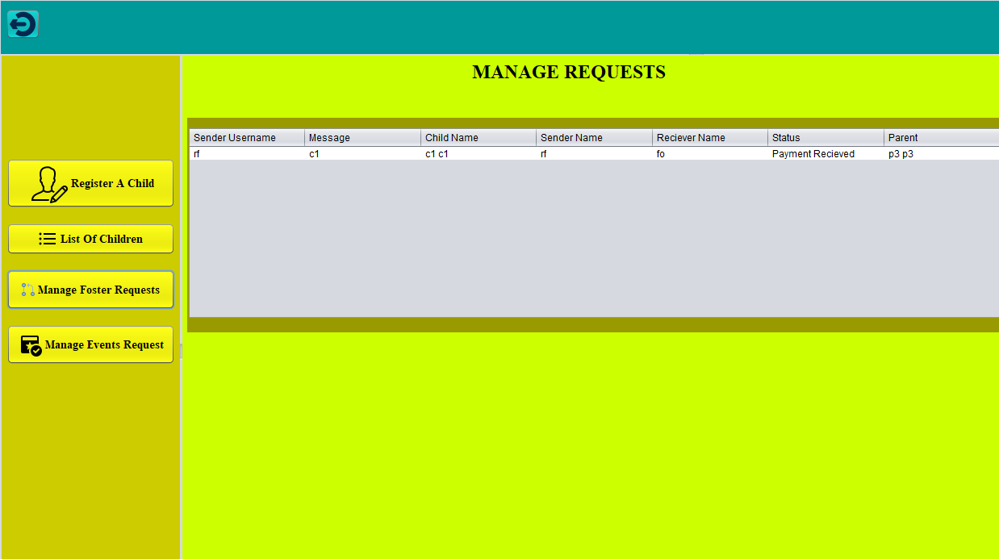 MANAGE REQUESTS
Sender Username Message Child Name Sender Name Reciever Name Status Parent
rf c1 c1 c1 rf fo Payment Recieved p3 p3
Register A Child
List Of Children
Manage Foster Requests
Manage Events Request